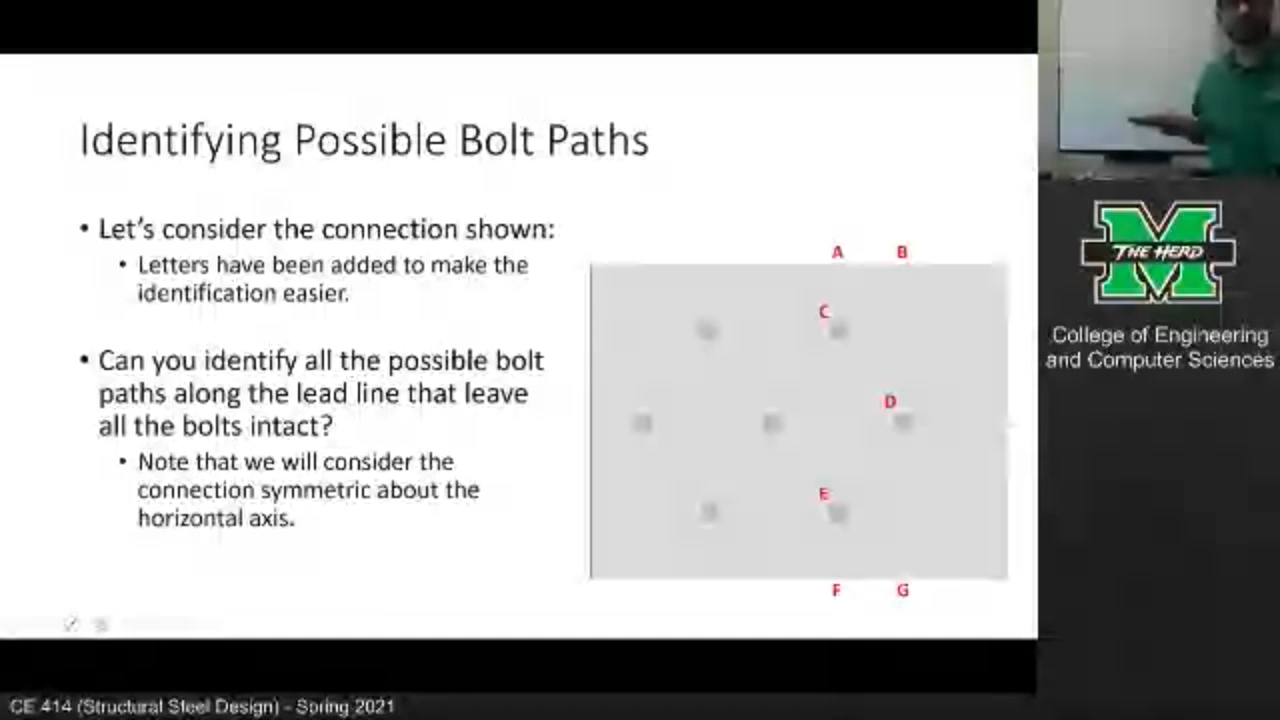 Identifying Possible Bolt Paths
• Let's consider the connection shown:
• Letters have been added to make the
identification easier.
• Can you identify all the possible bolt
paths along the lead line that leave
all the bolts intact?
• Note that we will consider the
connection symmetric about the
horizontal axis.
A B
C
D
E
F G
THE HERD
College of Engineering
and Computer Sciences
CE 414 (Structural Steel Design) - Spring 2021